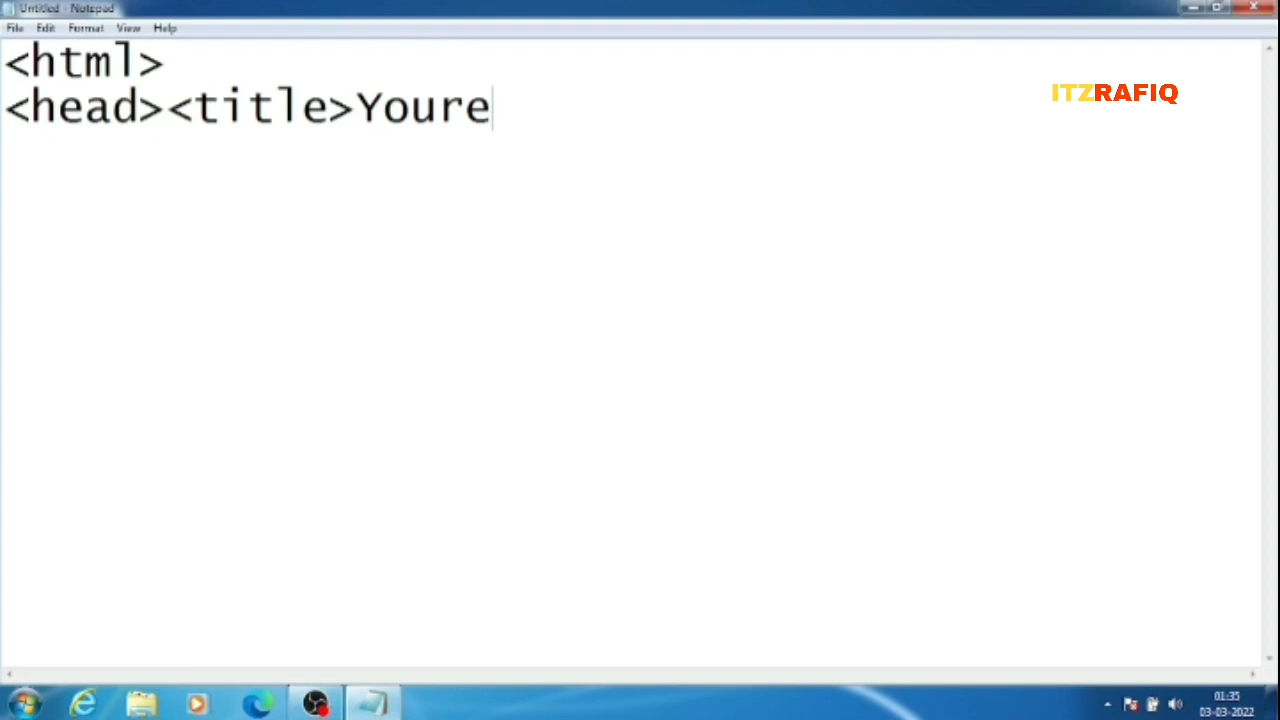 Untitled - Notepad
File Edit Format View Help
<html>
<head><title>Youre
ITZRAFIQ
01:35
03-03-2022